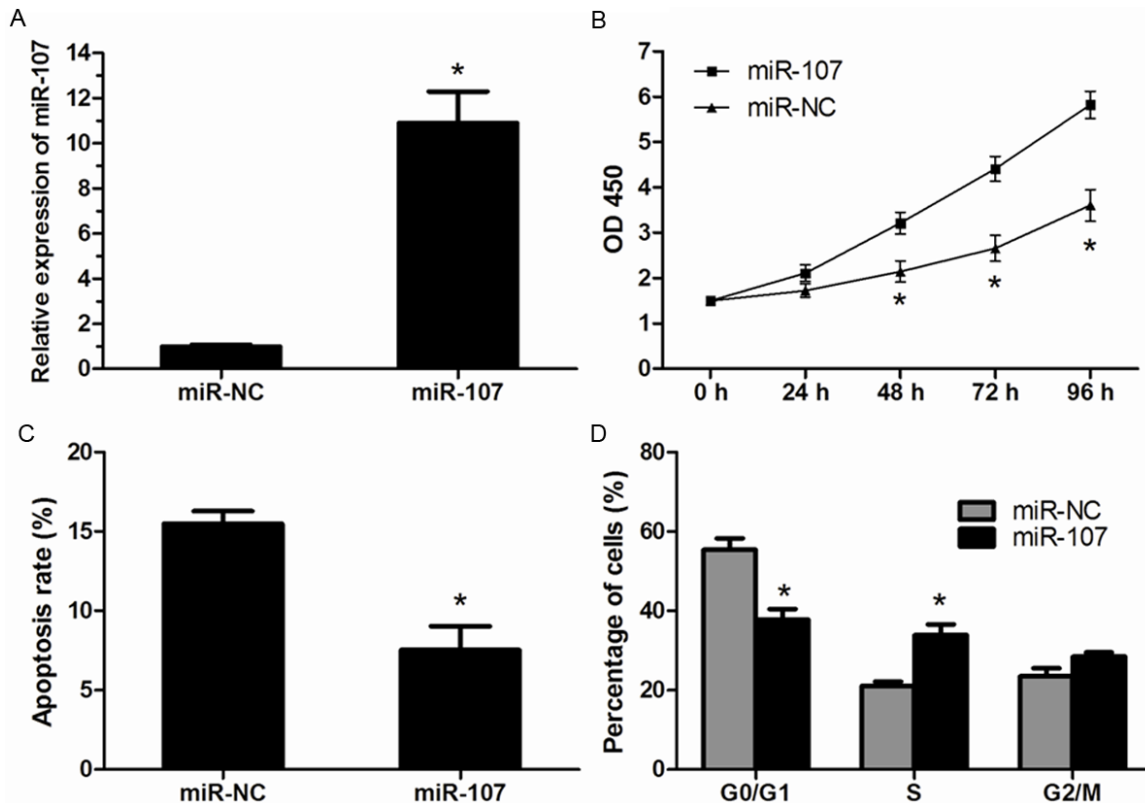 A
Relative expression of miR-107
14
12
10
8
6
4
2
0
*
miR-NC
miR-107
B
OD 450
7
6
5
4
3
2
1
0
miR-107
miR-NC
*
*
*
0 h
24 h
48 h
72 h
96 h
C
Apoptosis rate (%)
20
15
10
5
0
*
miR-NC
miR-107
D
Percentage of cells (%)
80
60
40
20
0
miR-NC
miR-107
*
*
G0/G1
S
G2/M